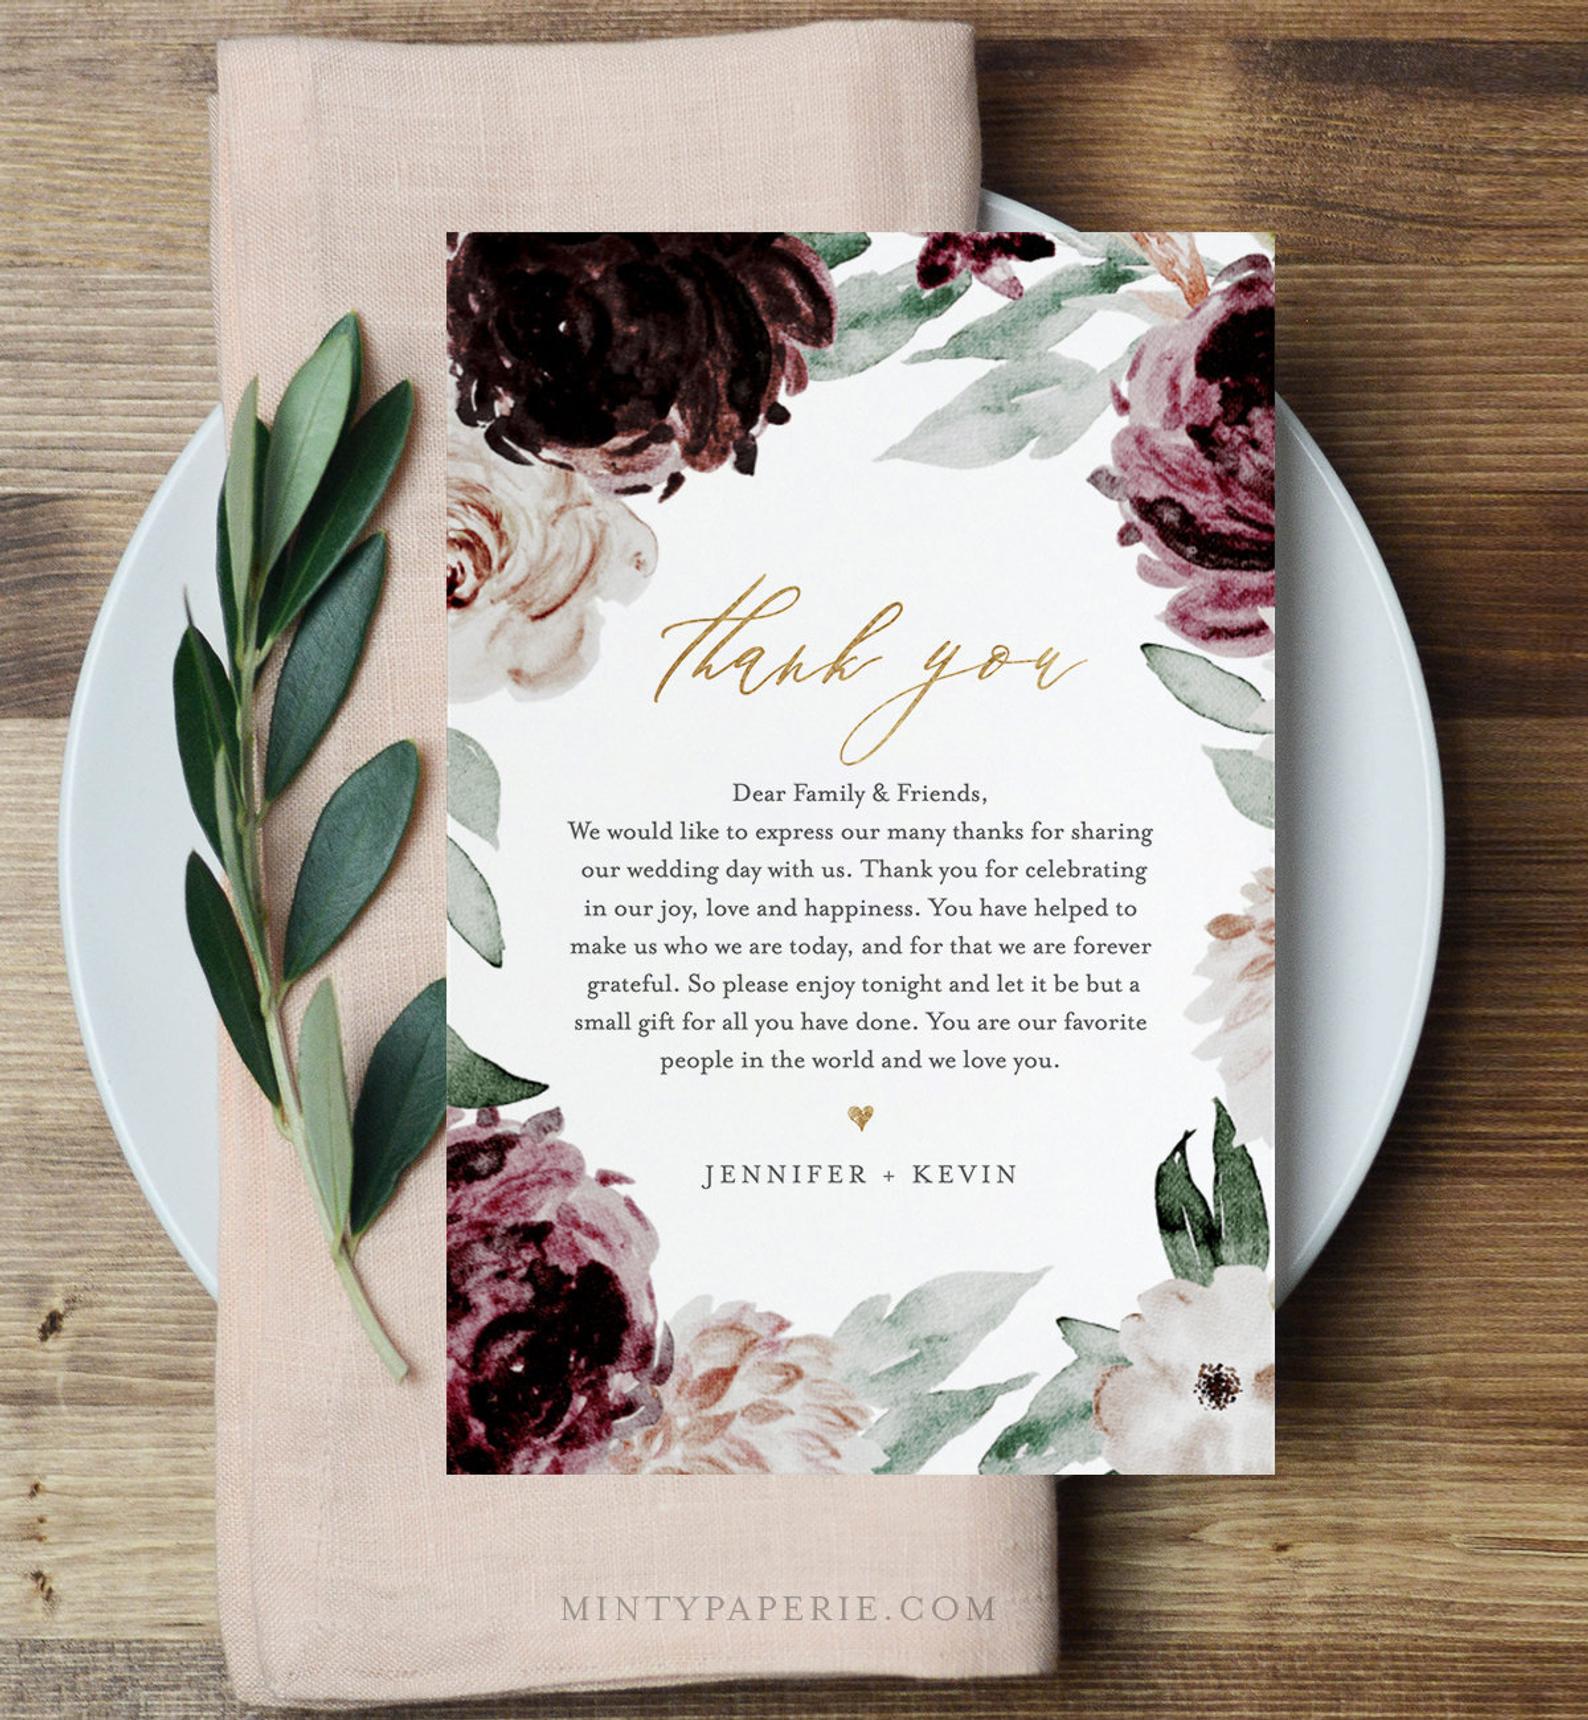 thank you
Dear Family & Friends,
We would like to express our many thanks for sharing
our wedding day with us. Thank you for celebrating
in our joy, love and happiness. You have helped to
make us who we are today, and for that we are forever
grateful. So please enjoy tonight and let it be but a
small gift for all you have done. You are our favorite
people in the world and we love you.
JENNIFER + KEVIN
MINTYPAPERIE.COM